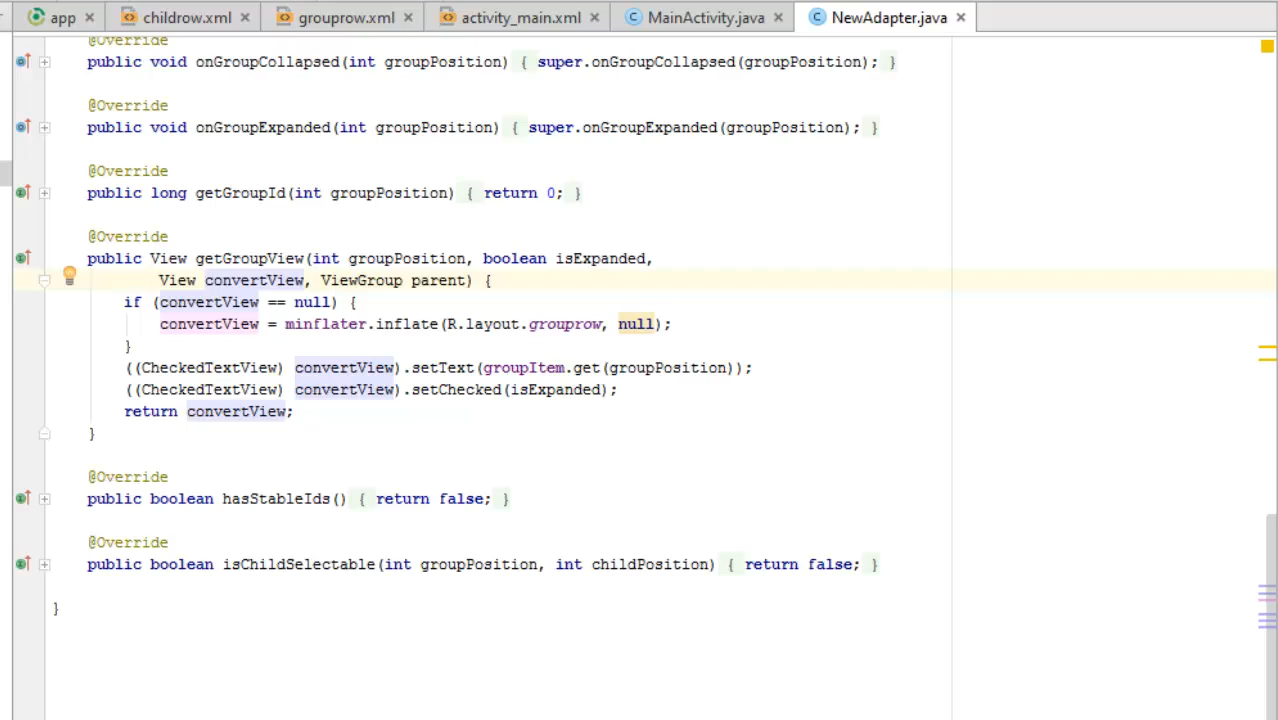 app childrow.xml grouprow.xml activity_main.xml MainActivity.java NewAdapter.java
@Override
public void onGroupCollapsed(int groupPosition) { super.onGroupCollapsed(groupPosition); }
@Override
public void onGroupExpanded(int groupPosition) { super.onGroupExpanded(groupPosition); }
@Override
public long getGroupId(int groupPosition) { return 0; }
@Override
public View getGroupView(int groupPosition, boolean isExpanded,
View convertView, ViewGroup parent) {
if (convertView == null) {
convertView = minflater.inflate(R.layout.grouprow, null);
}
((CheckedTextView) convertView).setText(groupItem.get(groupPosition));
((CheckedTextView) convertView).setChecked(isExpanded);
return convertView;
}
@Override
public boolean hasStableIds() { return false; }
@Override
public boolean isChildSelectable(int groupPosition, int childPosition) { return false; }
}